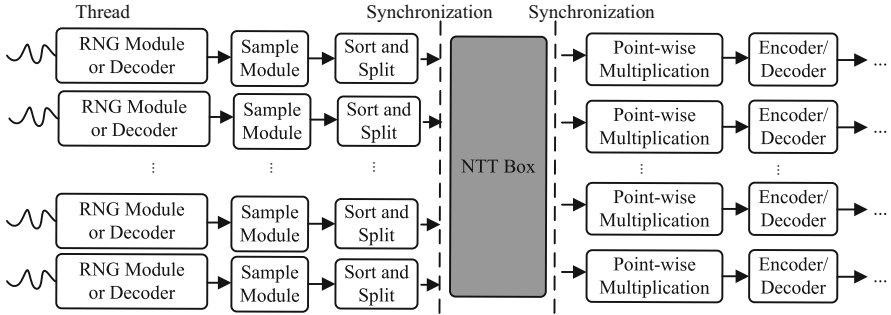 Thread
Synchronization
Synchronization
RNG Module
or Decoder
Sample
Module
Sort and
Split
Point-wise
Multiplication
Encoder/
Decoder
...
RNG Module
or Decoder
Sample
Module
Sort and
Split
Point-wise
Multiplication
Encoder/
Decoder
...
...
...
...
NTT Box
...
...
RNG Module
or Decoder
Sample
Module
Sort and
Split
Point-wise
Multiplication
Encoder/
Decoder
...
RNG Module
or Decoder
Sample
Module
Sort and
Split
Point-wise
Multiplication
Encoder/
Decoder
...